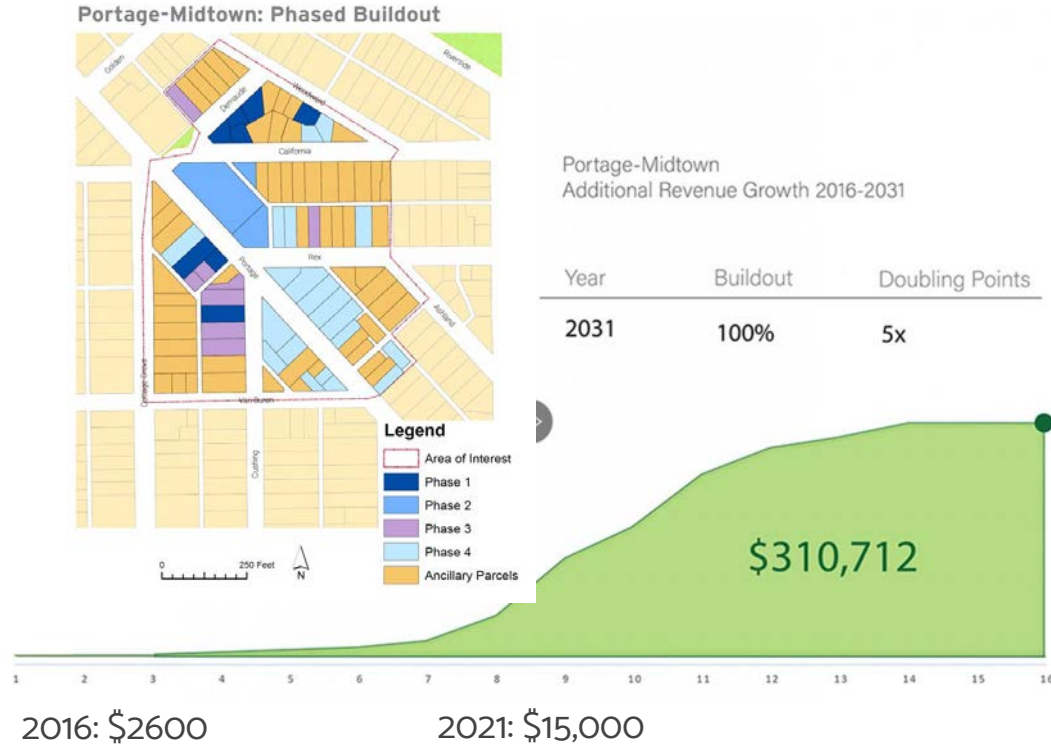 Portage-Midtown: Phased Buildout
Golden
Riverside
Demaude
Woodward
California
Portage
Rex
Ashland
Cottage Grove
Van Buren
Cushing
Legend
Area of Interest
Phase 1
Phase 2
Phase 3
Phase 4
Ancillary Parcels
0 250 Feet
N
Portage-Midtown
Additional Revenue Growth 2016-2031
Year Buildout Doubling Points
2031 100% 5x
$310,712
1 2 3 4 5 6 7 8 9 10 11 12 13 14 15 16
2016: $2600 2021: $15,000